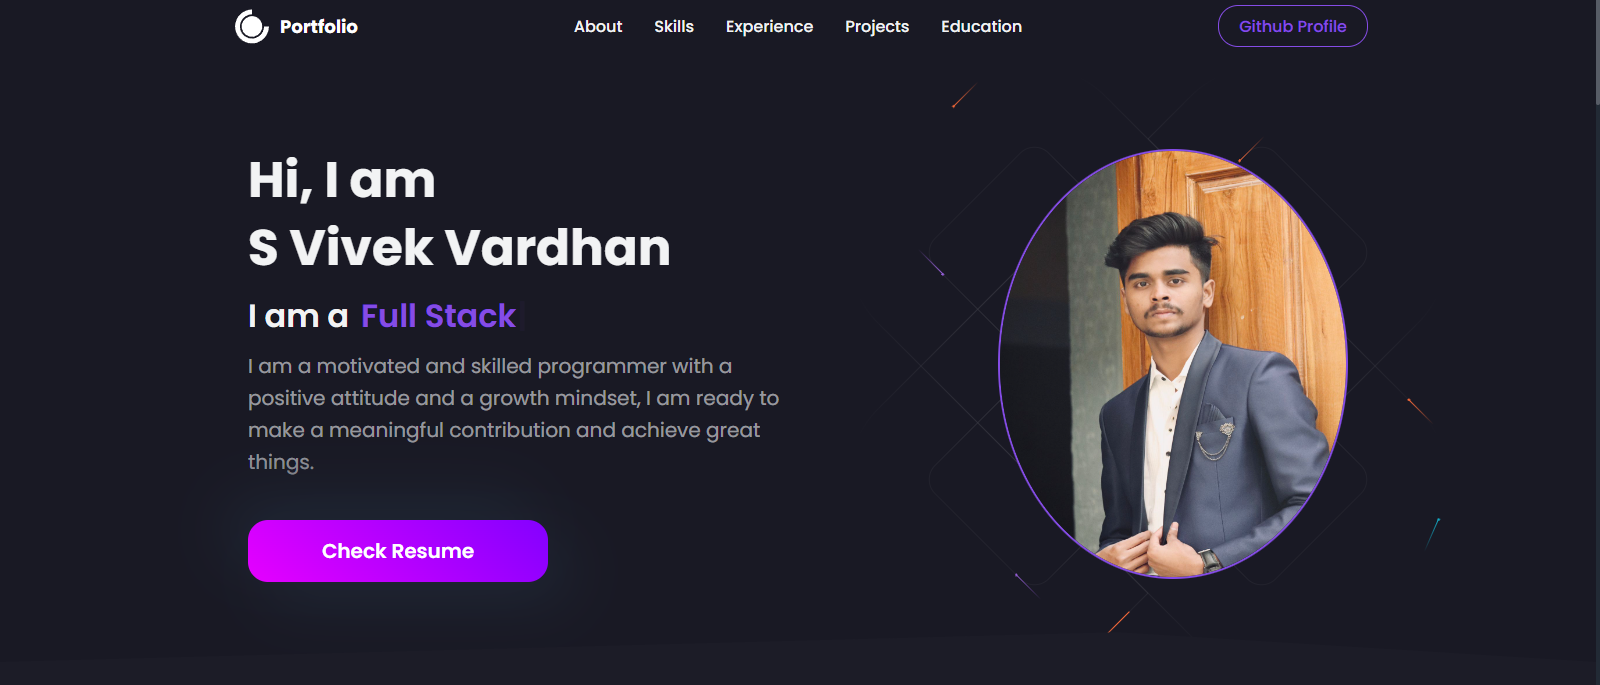 Portfolio
About
Skills
Experience
Projects
Education
Github Profile
Hi, I am
S Vivek Vardhan
I am a Full Stack
I am a motivated and skilled programmer with a
positive attitude and a growth mindset, I am ready to
make a meaningful contribution and achieve great
things.
Check Resume